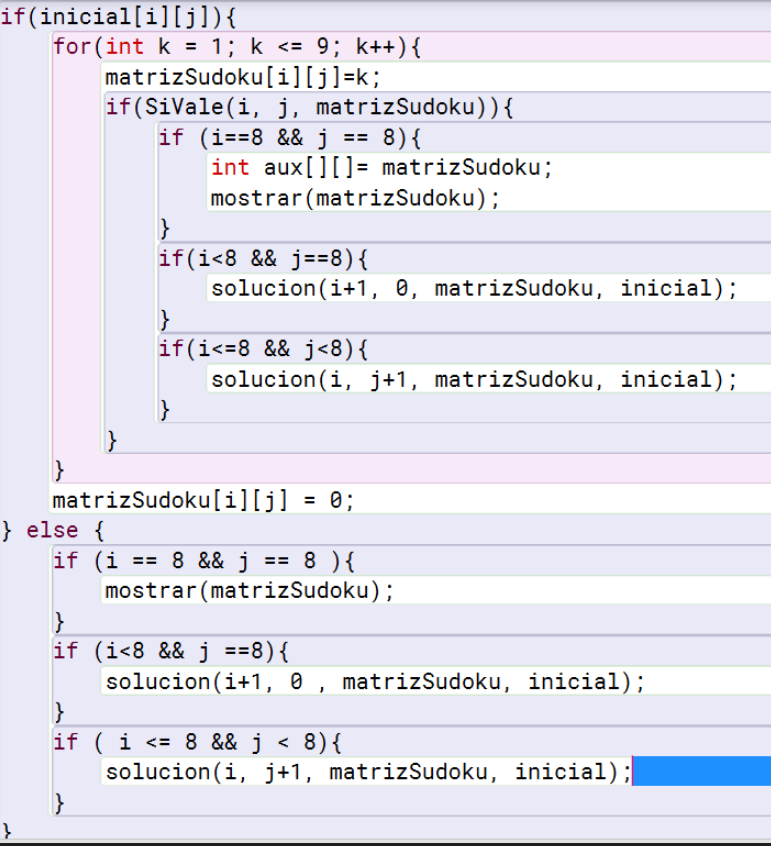 if(inicial[i][j]){
for(int k = 1; k <= 9; k++){
matrizSudoku[i][j]=k;
if(SiVale(i, j, matrizSudoku)){
if (i==8 && j == 8){
int aux[][]= matrizSudoku;
mostrar(matrizSudoku);
}
if(i<8 && j==8){
solucion(i+1, 0, matrizSudoku, inicial);
}
if(i<=8 && j<8){
solucion(i, j+1, matrizSudoku, inicial);
}
}
}
matrizSudoku[i][j] = 0;
} else {
if (i == 8 && j == 8 ){
mostrar(matrizSudoku);
}
if (i<8 && j ==8){
solucion(i+1, 0 , matrizSudoku, inicial);
}
if ( i <= 8 && j < 8){
solucion(i, j+1, matrizSudoku, inicial);
}
}